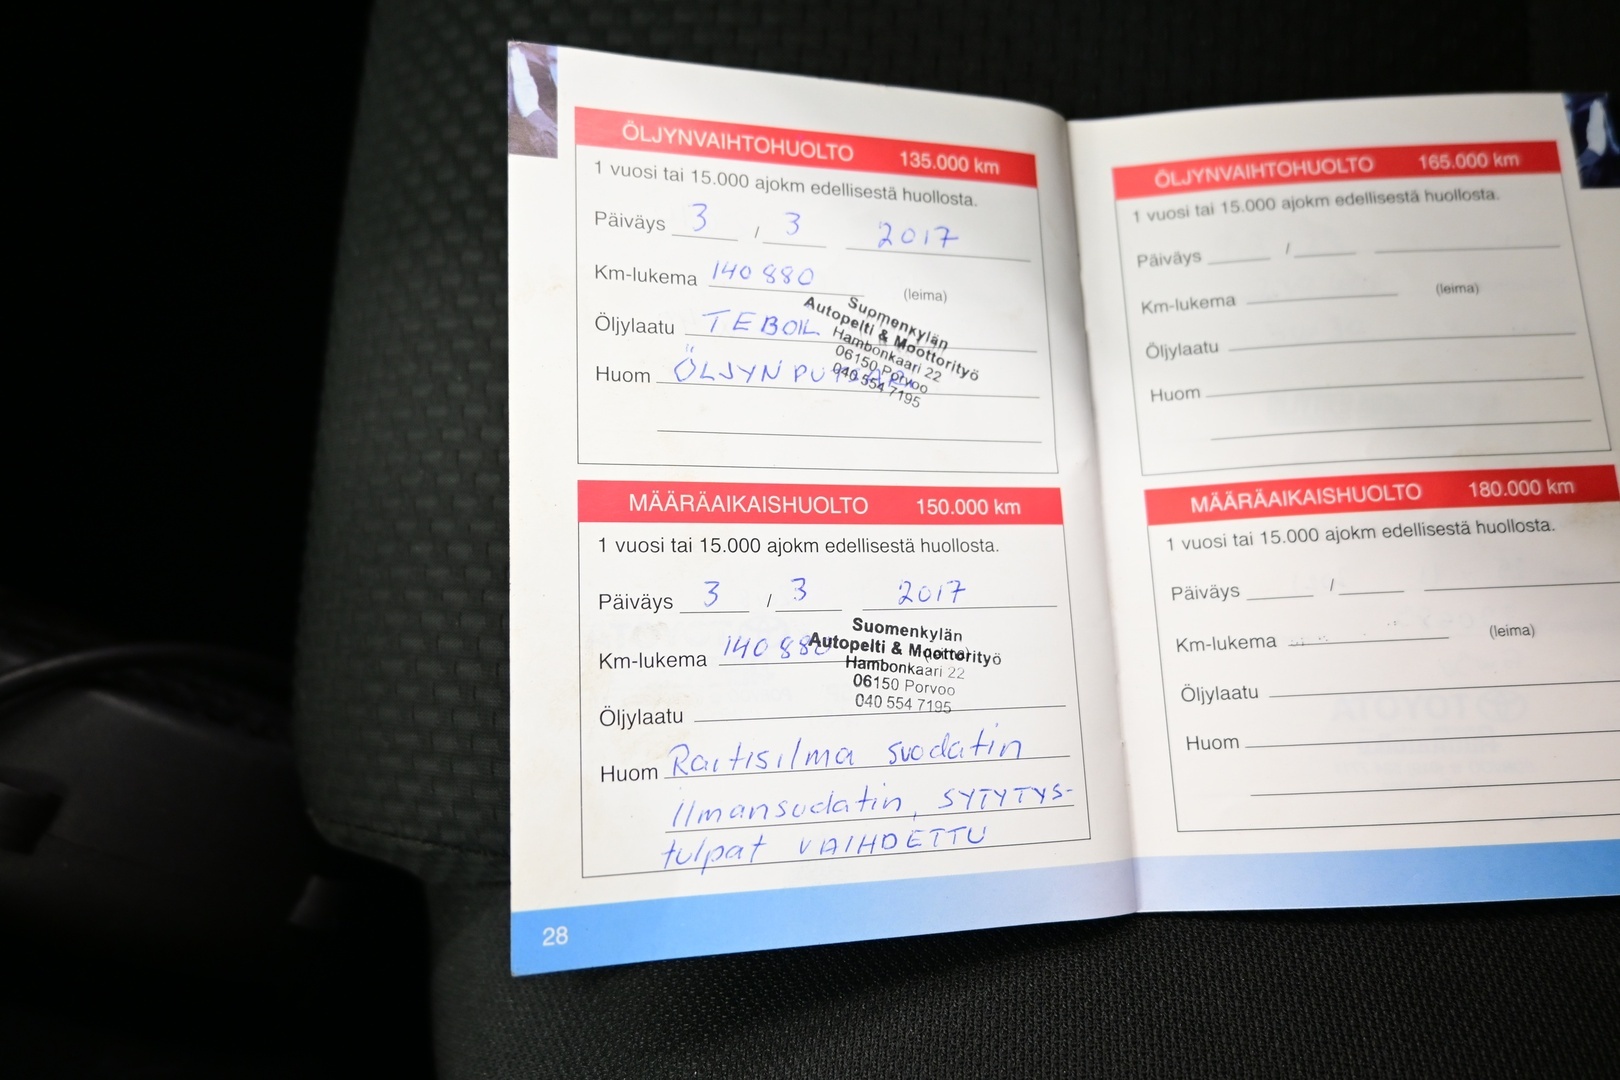 ÖLJYNVAIHTOHUOLTO 135.000 km
1 vuosi tai 15.000 ajokm edellisestä huollosta.
Päiväys 3 / 3 2017
Km-lukema 140 880 (leima)
Öljylaatu TEBOIL
Huom ÖLJYN
Suomenkylän
Autopelti & Moottorityö
Hambonkaari 22
06150 Porvoo
040 554 7195
MÄÄRÄAIKAISHUOLTO 150.000 km
1 vuosi tai 15.000 ajokm edellisestä huollosta.
Päiväys 3 / 3 2017
Km-lukema 140 880
Suomenkylän
Autopelti & Moottorityö
Hambonkaari 22
06150 Porvoo
040 554 7195
Öljylaatu
Huom Raitisilma suodatin
Ilmansuodatin, SYTYTYS-
tulpat VAIHDETTU
28
ÖLJYNVAIHTOHUOLTO 165.000 km
1 vuosi tai 15.000 ajokm edellisestä huollosta.
Päiväys /
Km-lukema (leima)
Öljylaatu
Huom
MÄÄRÄAIKAISHUOLTO 180.000 km
1 vuosi tai 15.000 ajokm edellisestä huollosta.
Päiväys /
Km-lukema (leima)
Öljylaatu
Huom